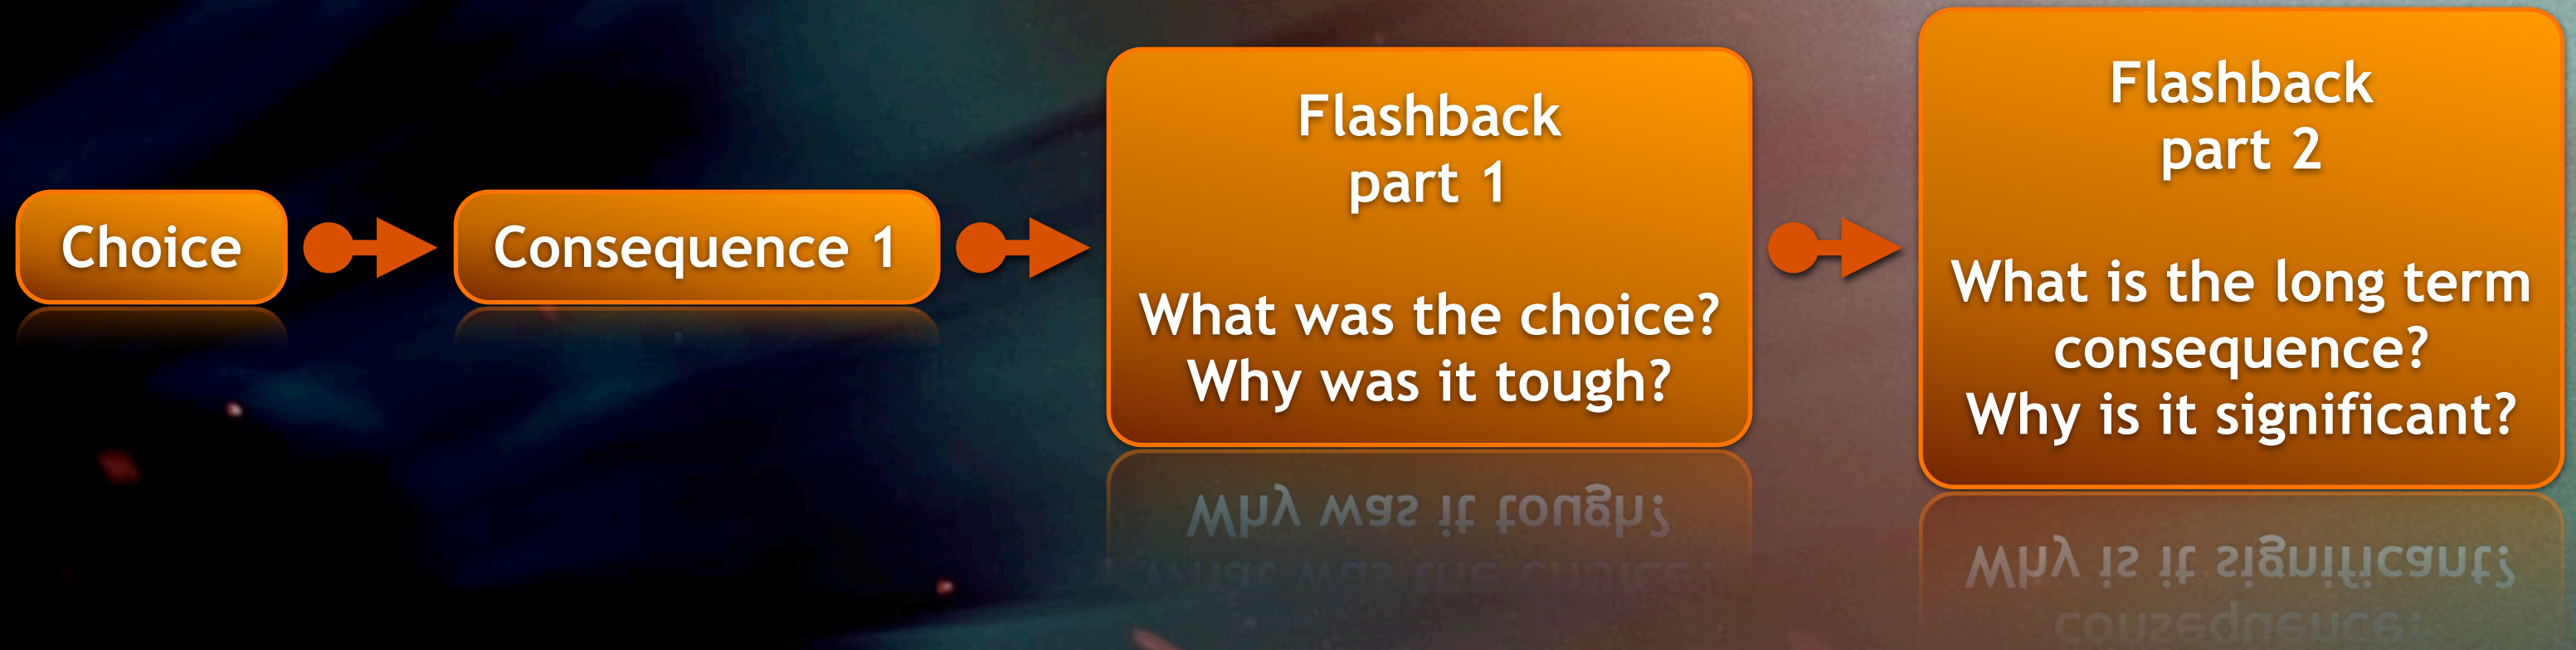 Choice
Consequence 1
Flashback
part 1
What was the choice?
Why was it tough?
Flashback
part 2
What is the long term
consequence?
Why is it significant?